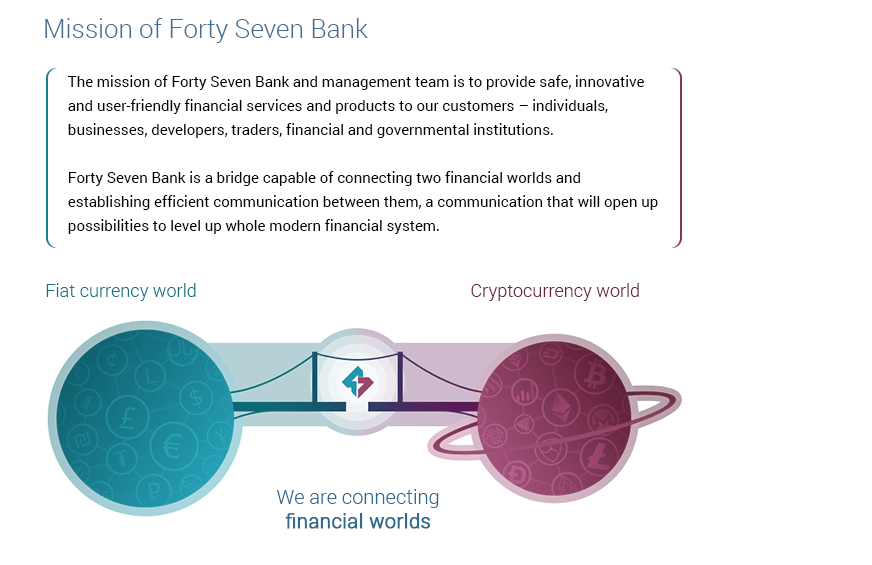 Mission of Forty Seven Bank
The mission of Forty Seven Bank and management team is to provide safe, innovative
and user-friendly financial services and products to our customers – individuals,
businesses, developers, traders, financial and governmental institutions.
Forty Seven Bank is a bridge capable of connecting two financial worlds and
establishing efficient communication between them, a communication that will open up
possibilities to level up whole modern financial system.
Fiat currency world
Cryptocurrency world
We are connecting
financial worlds